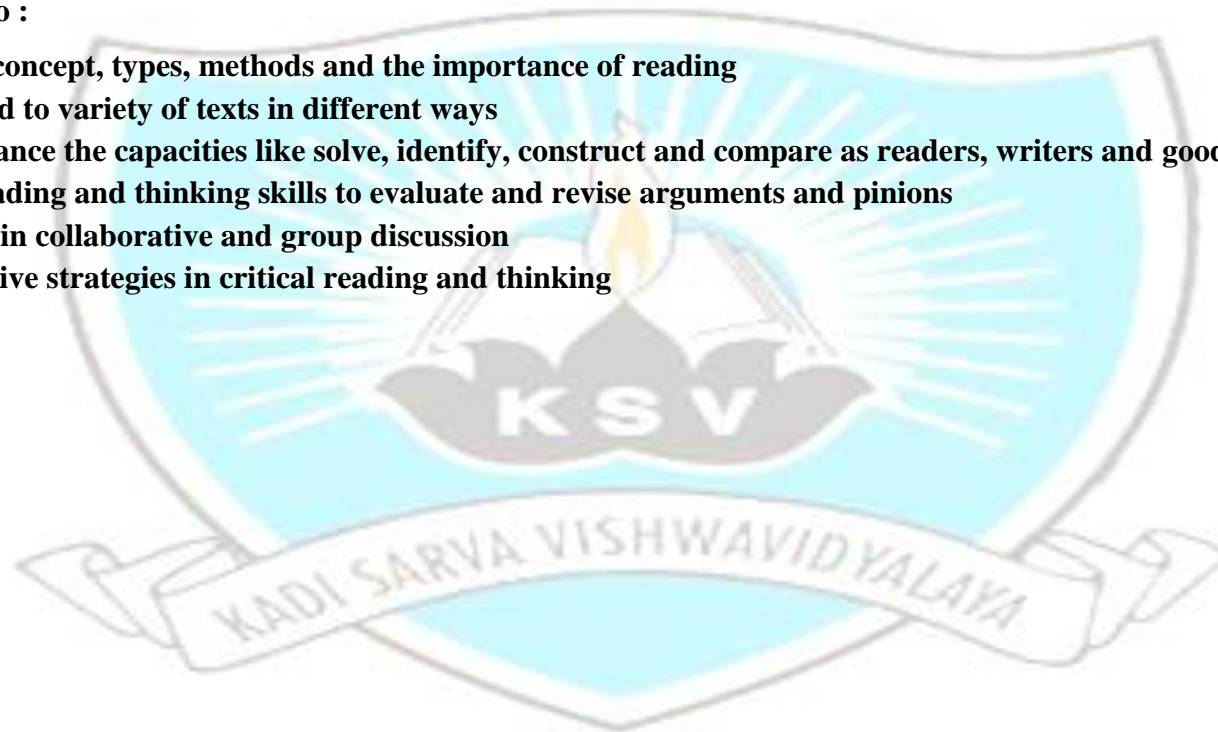 o :
concept, types, methods and the importance of reading
d to variety of texts in different ways
ance the capacities like solve, identify, construct and compare as readers, writers and good
ading and thinking skills to evaluate and revise arguments and pinions
in collaborative and group discussion
ive strategies in critical reading and thinking
KSV
KADI SARVA VISHWAVIDYALAYA